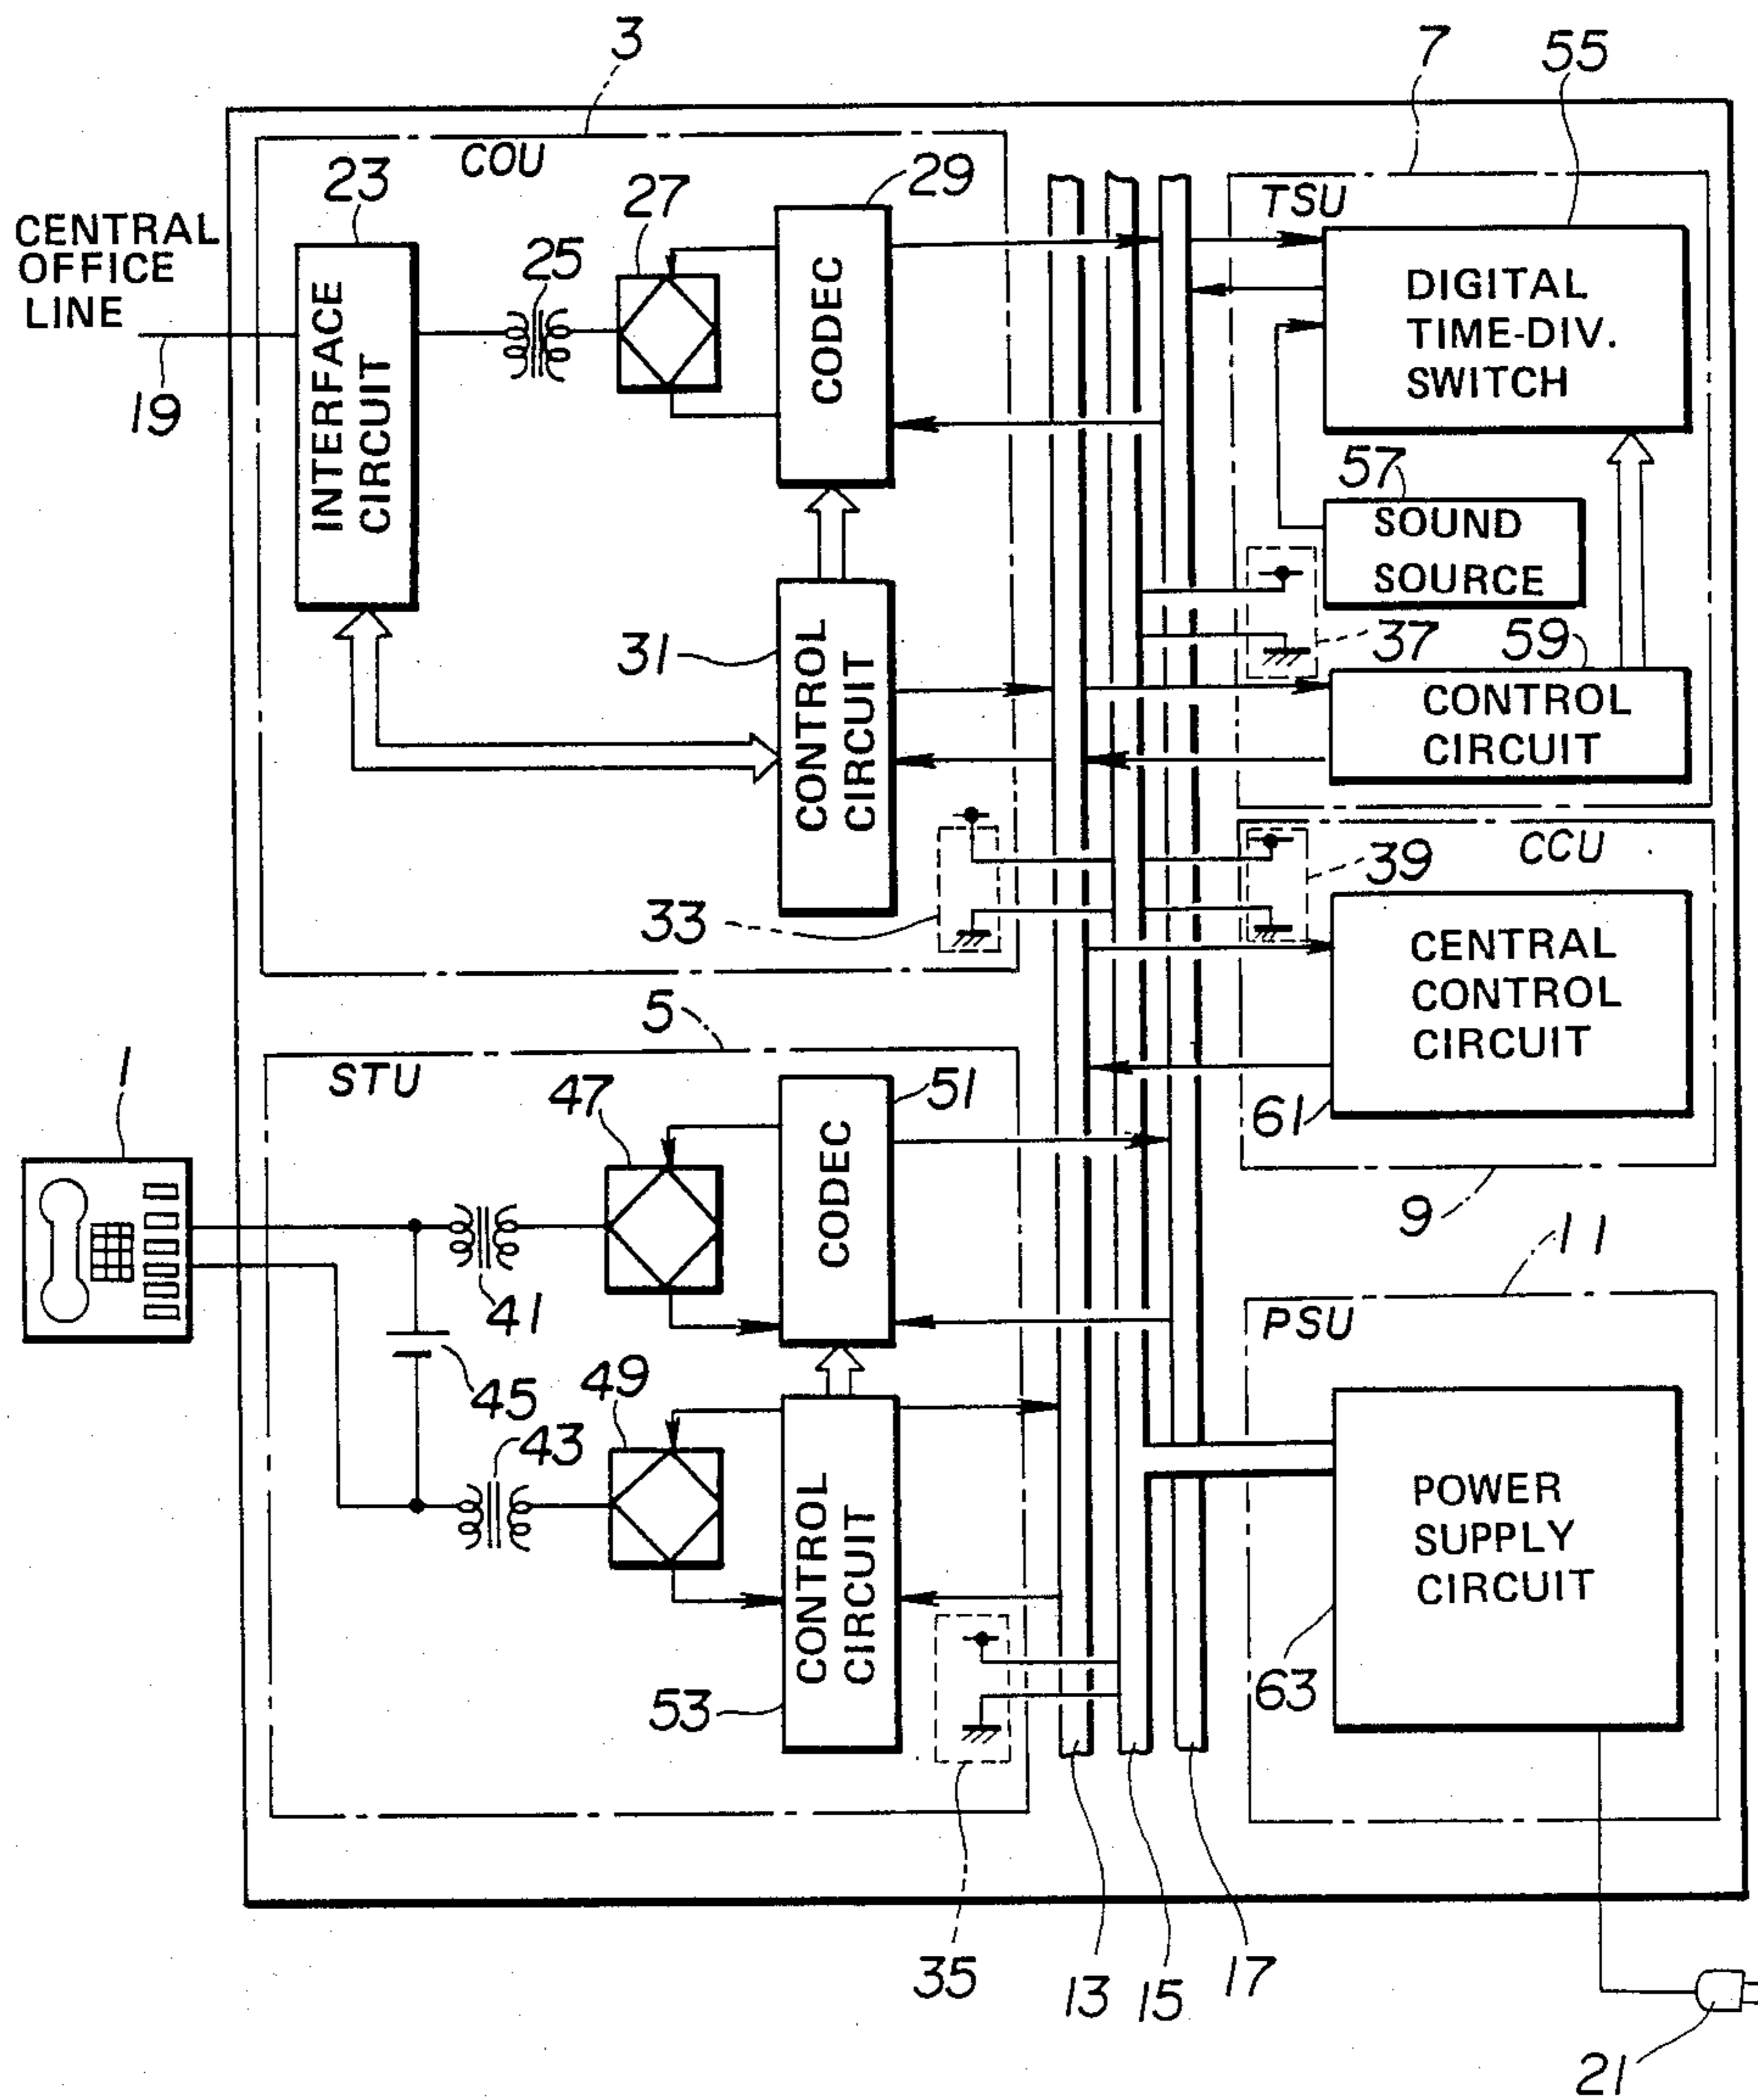 3
7
55
COU
23
27
29
TSU
CENTRAL
OFFICE
LINE
25
INTERFACE
CIRCUIT
CODEC
DIGITAL
TIME-DIV.
SWITCH
19
57
SOUND
SOURCE
31
CONTROL
CIRCUIT
37
59
CONTROL
CIRCUIT
33
39
CCU
CENTRAL
CONTROL
CIRCUIT
5
1
STU
47
51
CODEC
61
9
11
41
PSU
45
49
43
CONTROL
CIRCUIT
POWER
SUPPLY
CIRCUIT
53
63
35
13
15
17
21